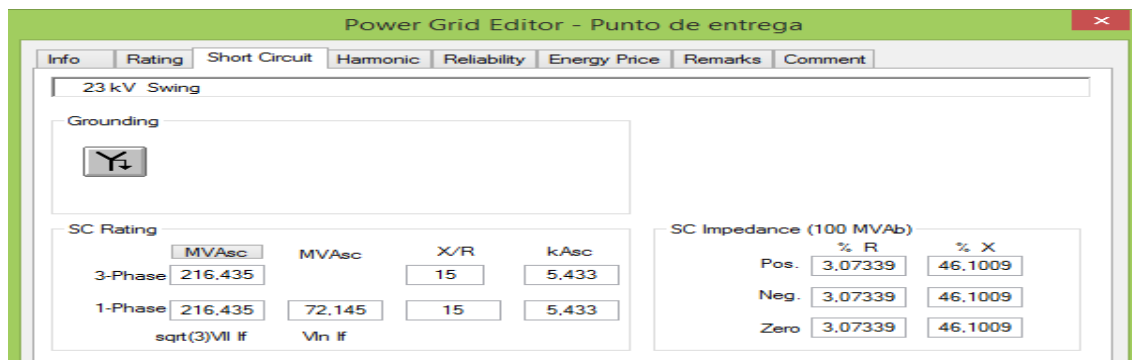 Power Grid Editor - Punto de entrega
×
Info Rating Short Circuit Harmonic Reliability Energy Price Remarks Comment
23 kV Swing
Grounding
SC Rating
MVAsc MVAsc X/R kAsc
3-Phase 216,435 15 5,433
1-Phase 216,435 72,145 15 5,433
sqrt(3)Vll If Vln If
SC Impedance (100 MVAb)
% R % X
Pos. 3,07339 46,1009
Neg. 3,07339 46,1009
Zero 3,07339 46,1009